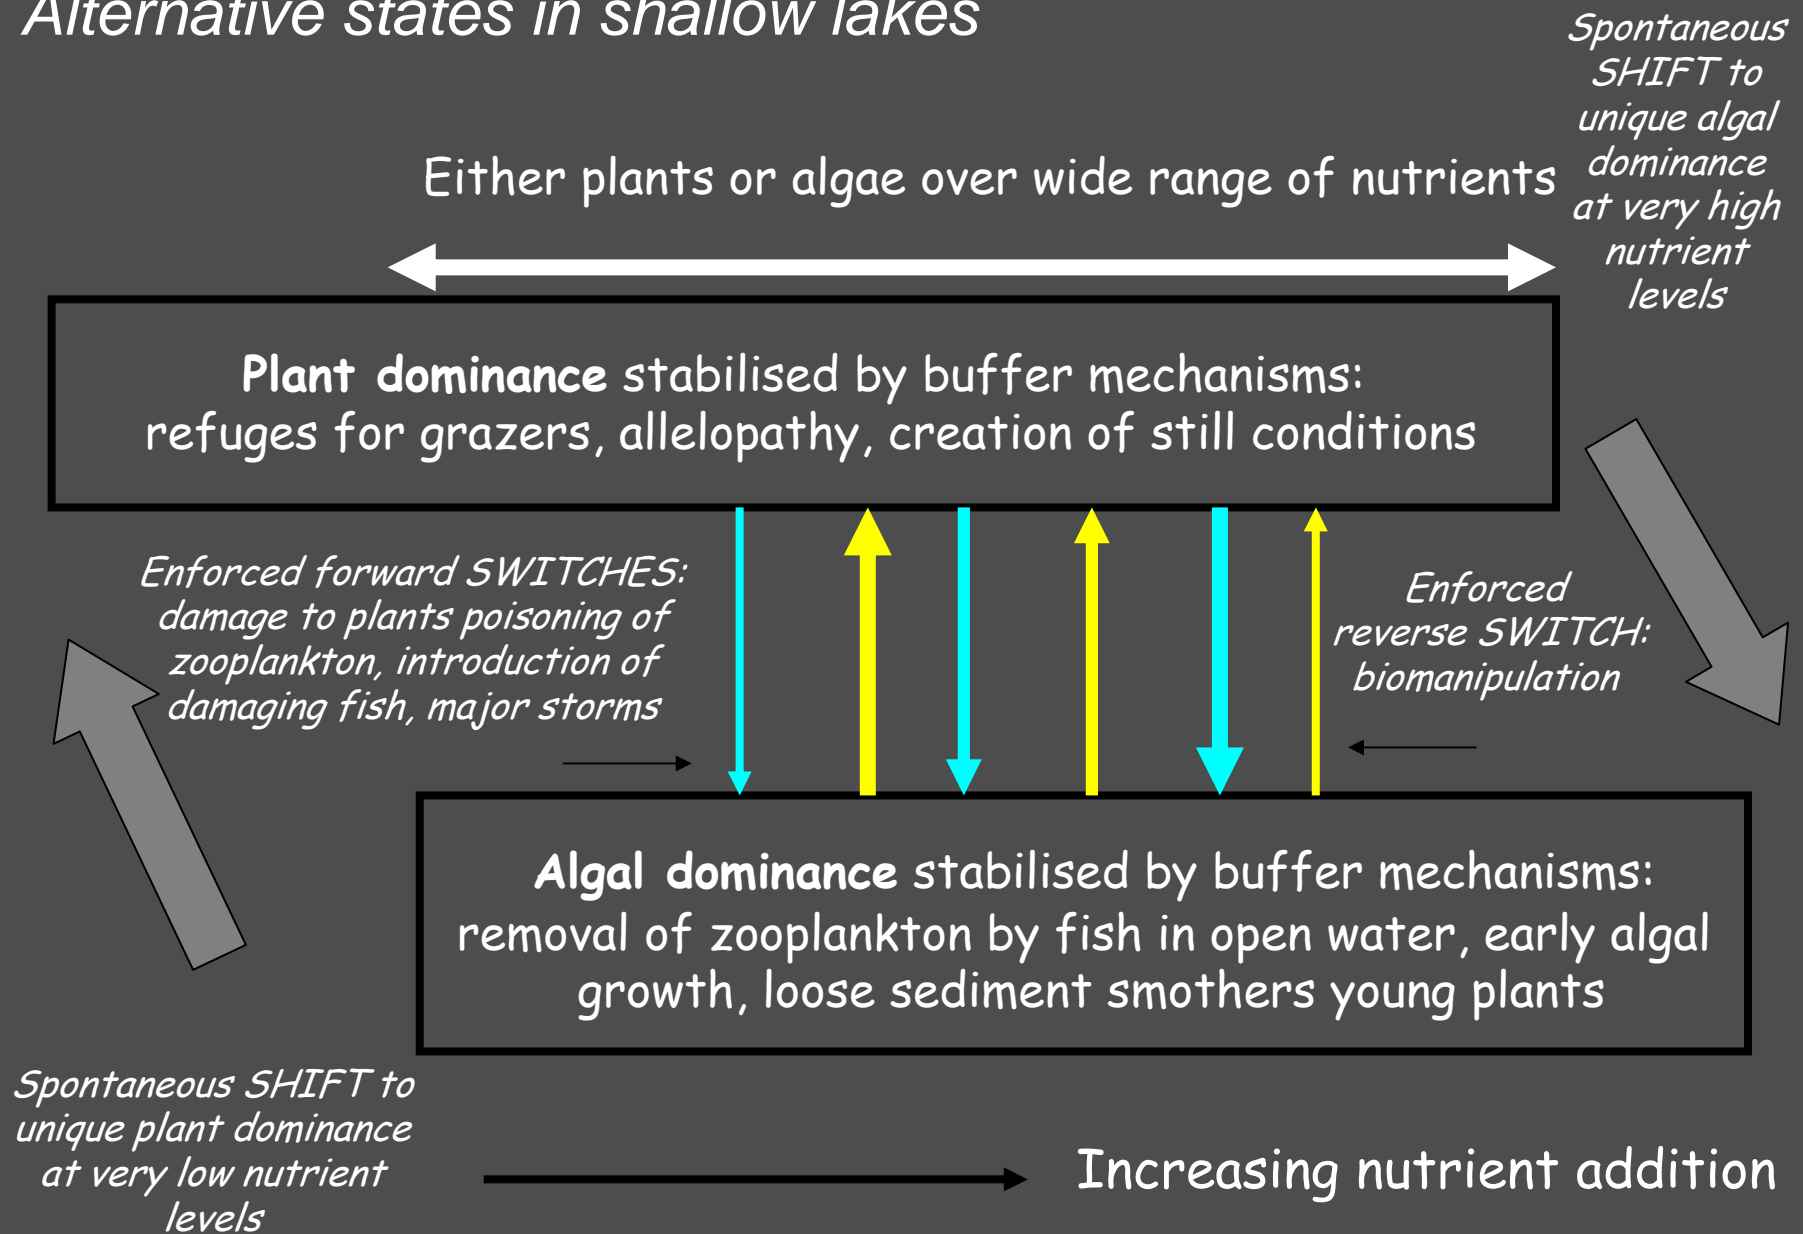 Alternative states in shallow lakes
Spontaneous
SHIFT to
unique algal
dominance
at very high
nutrient
levels
Either plants or algae over wide range of nutrients
Plant dominance stabilised by buffer mechanisms:
refuges for grazers, allelopathy, creation of still conditions
Enforced forward SWITCHES:
damage to plants poisoning of
zooplankton, introduction of
damaging fish, major storms
Enforced
reverse SWITCH:
biomanipulation
Algal dominance stabilised by buffer mechanisms:
removal of zooplankton by fish in open water, early algal
growth, loose sediment smothers young plants
Spontaneous SHIFT to
unique plant dominance
at very low nutrient
levels
Increasing nutrient addition